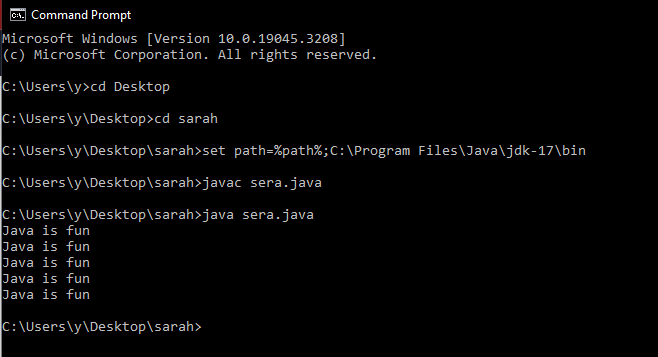 Command Prompt
Microsoft Windows [Version 10.0.19045.3208]
(c) Microsoft Corporation. All rights reserved.
C:\Users\y>cd Desktop
C:\Users\y\Desktop>cd sarah
C:\Users\y\Desktop\sarah>set path=%path%;C:\Program Files\Java\jdk-17\bin
C:\Users\y\Desktop\sarah>javac sera.java
C:\Users\y\Desktop\sarah>java sera.java
Java is fun
Java is fun
Java is fun
Java is fun
Java is fun
C:\Users\y\Desktop\sarah>